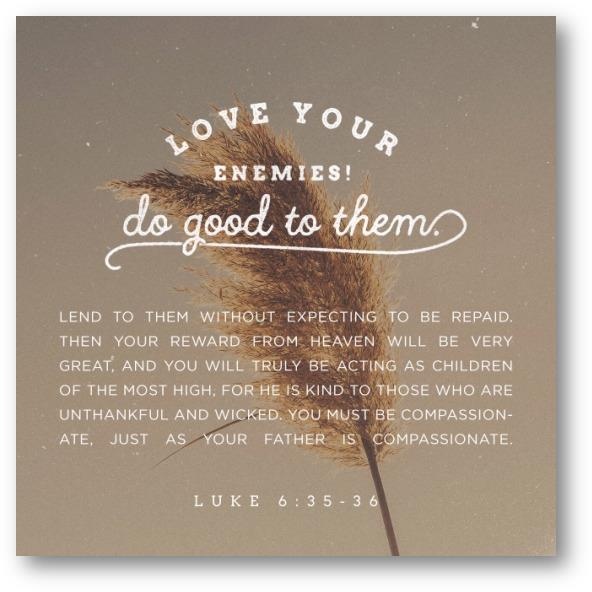 LOVE YOUR
ENEMIES!
do good to them.
LEND TO THEM WITHOUT EXPECTING TO BE REPAID.
THEN YOUR REWARD FROM HEAVEN WILL BE VERY
GREAT, AND YOU WILL TRULY BE ACTING AS CHILDREN
OF THE MOST HIGH, FOR HE IS KIND TO THOSE WHO ARE
UNTHANKFUL AND WICKED. YOU MUST BE COMPASSION-
ATE, JUST AS YOUR FATHER IS COMPASSIONATE.
LUKE 6:35-36